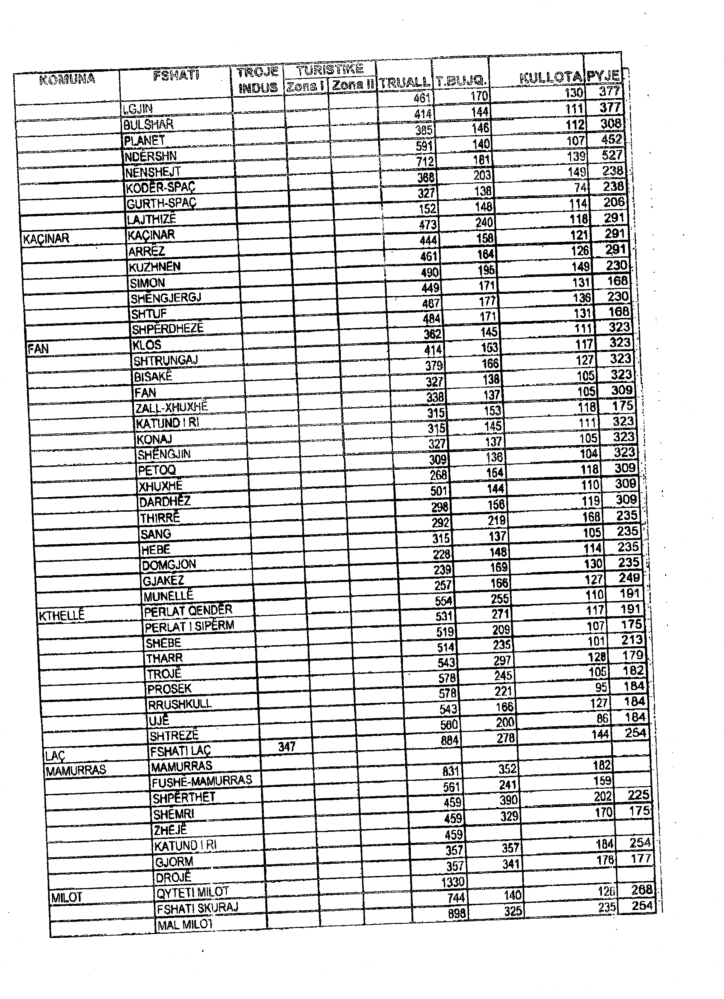 KOMUNA FSHATI TROJE INDUS TURISTIKE Zona I Zona II TRUALL T.BUJQ. KULLOTA PYJE
LGJIN 461 170 130 377
BULSHAR 414 144 111 377
PLANET 385 146 112 308
NDËRSHN 591 140 107 452
NËNSHEJT 712 181 139 527
KODËR-SPAÇ 368 203 149 238
GURTH-SPAÇ 327 138 74 238
LAJTHIZË 152 148 114 206
KAÇINAR KAÇINAR 473 240 118 291
ARRËZ 444 158 121 291
KUZHNEN 461 164 126 291
SIMON 490 195 149 230
SHËNGJERGJ 449 171 131 168
SHTUF 487 177 136 230
SHPËRDHEZË 484 171 131 168
FAN KLOS 362 145 111 323
SHTRUNGAJ 414 153 117 323
BISAKË 379 166 127 323
FAN 327 138 105 323
ZALL-XHUXHË 338 137 105 309
KATUND I RI 315 153 118 175
KONAJ 315 145 111 323
SHËNGJIN 327 137 105 323
PETOQ 309 136 104 323
XHUXHË 268 154 118 309
DARDHËZ 501 144 110 309
THIRRË 298 156 119 309
SANG 292 219 168 235
HEBE 315 137 105 235
DOMGJON 228 148 114 235
GJAKËZ 239 169 130 235
MUNELLË 257 166 127 249
KTHELLË PERLAT QENDËR 554 255 110 191
PERLAT I SIPËRM 531 271 117 191
SHEBE 519 209 107 175
THARR 514 235 101 213
TROJË 543 297 128 179
PROSEK 578 245 105 182
RRUSHKULL 578 221 95 184
UJË 543 166 127 184
SHTREZË 560 200 86 184
LAÇ FSHATI LAÇ 347 884 278 144 254
MAMURRAS MAMURRAS
FUSHË-MAMURRAS 831 352 182
SHPËRTHET 561 241 159
SHËMRI 459 390 202 225
ZHEJË 459 329 170 175
KATUND I RI 459
GJORM 357 357 184 254
DROJË 357 341 176 177
MILOT QYTETI MILOT 1330
FSHATI SKURAJ 744 140 126 268
MAL MILOT 898 325 235 254